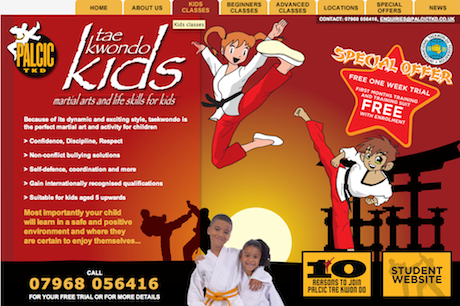 HOME
ABOUT US
KIDS CLASSES
BEGINNERS CLASSES
ADVANCED CLASSES
LOCATIONS
SPECIAL OFFERS
NEWS
CONTACT: 07968 056416, ENQUIRIES@PALCICTKD.CO.UK
Kids classes
PALCIC
TKD
tae
kwondo
KiDS
martial arts and life skills for kids
Because of its dynamic and exciting style, taekwondo is
the perfect martial art and activity for children
> Confidence, Discipline, Respect
> Non-conflict bullying solutions
> Self-defence, coordination and more
> Gain internationally recognised qualifications
> Suitable for kids aged 5 upwards
Most importantly your child
will learn in a safe and positive
environment and where they
are certain to enjoy themselves...
CALL
07968 056416
FOR YOUR FREE TRIAL OR FOR MORE DETAILS
SPECIAL OFFER
FREE ONE WEEK TRIAL
FIRST MONTHS TRAINING
AND TRAINING SUIT
FREE
WITH ENROLMENT
10
REASONS TO JOIN
PALCIC TAE KWON DO
STUDENT
WEBSITE